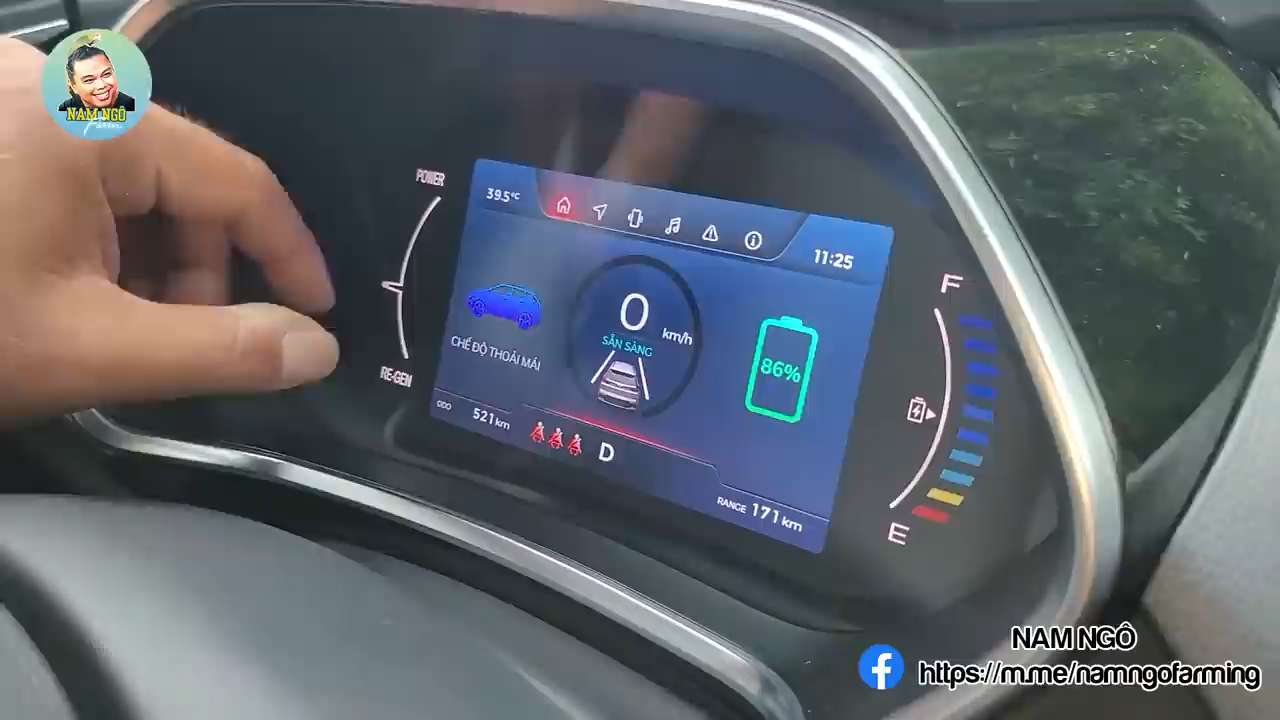 NAM NGÔ
POWER
39.5°C
11:25
F
0
km/h
SẴN SÀNG
86%
CHẾ ĐỘ THOẢI MÁI
RE-GEN
ODO
521 km
D
RANGE 171 km
E
NAM NGÔ
https://m.me/namngofarming